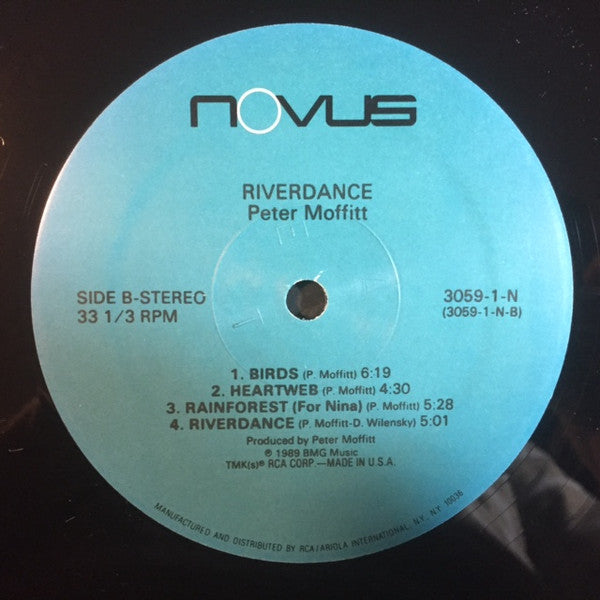 NOVUS
RIVERDANCE
Peter Moffitt
SIDE B-STEREO
33 1/3 RPM
3059-1-N
(3059-1-N-B)
1. BIRDS (P. Moffitt) 6:19
2. HEARTWEB (P. Moffitt) 4:30
3. RAINFOREST (For Nina) (P. Moffitt) 5:28
4. RIVERDANCE (P. Moffitt-D. Wilensky) 5:01
Produced by Peter Moffitt
℗ 1989 BMG Music
TMK(s)® RCA CORP.—MADE IN U.S.A.
MANUFACTURED AND DISTRIBUTED BY RCA/ARIOLA INTERNATIONAL, NY, NY 10036